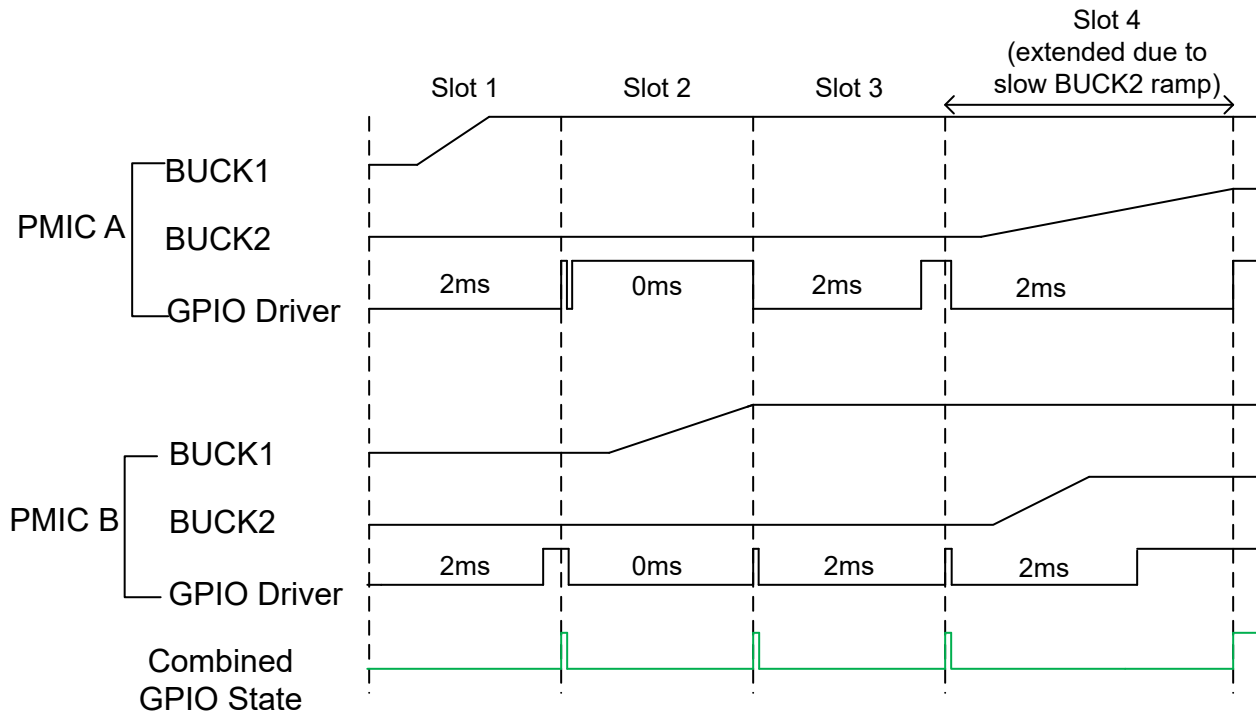 Slot 4
(extended due to
slow BUCK2 ramp)
Slot 1
Slot 2
Slot 3
PMIC A
BUCK1
BUCK2
GPIO Driver
2ms
0ms
2ms
2ms
PMIC B
BUCK1
BUCK2
GPIO Driver
2ms
0ms
2ms
2ms
Combined
GPIO State